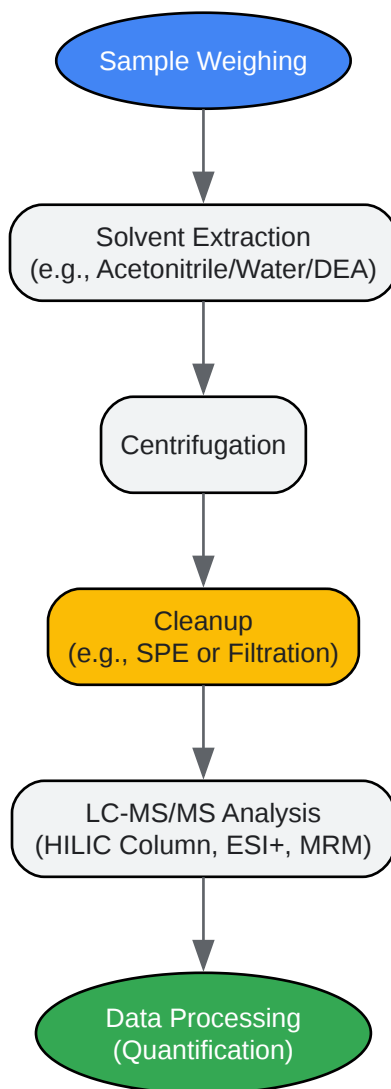 Sample Weighing
Solvent Extraction
(e.g., Acetonitrile/Water/DEA)
Centrifugation
Cleanup
(e.g., SPE or Filtration)
LC-MS/MS Analysis
(HILIC Column, ESI+, MRM)
Data Processing
(Quantification)